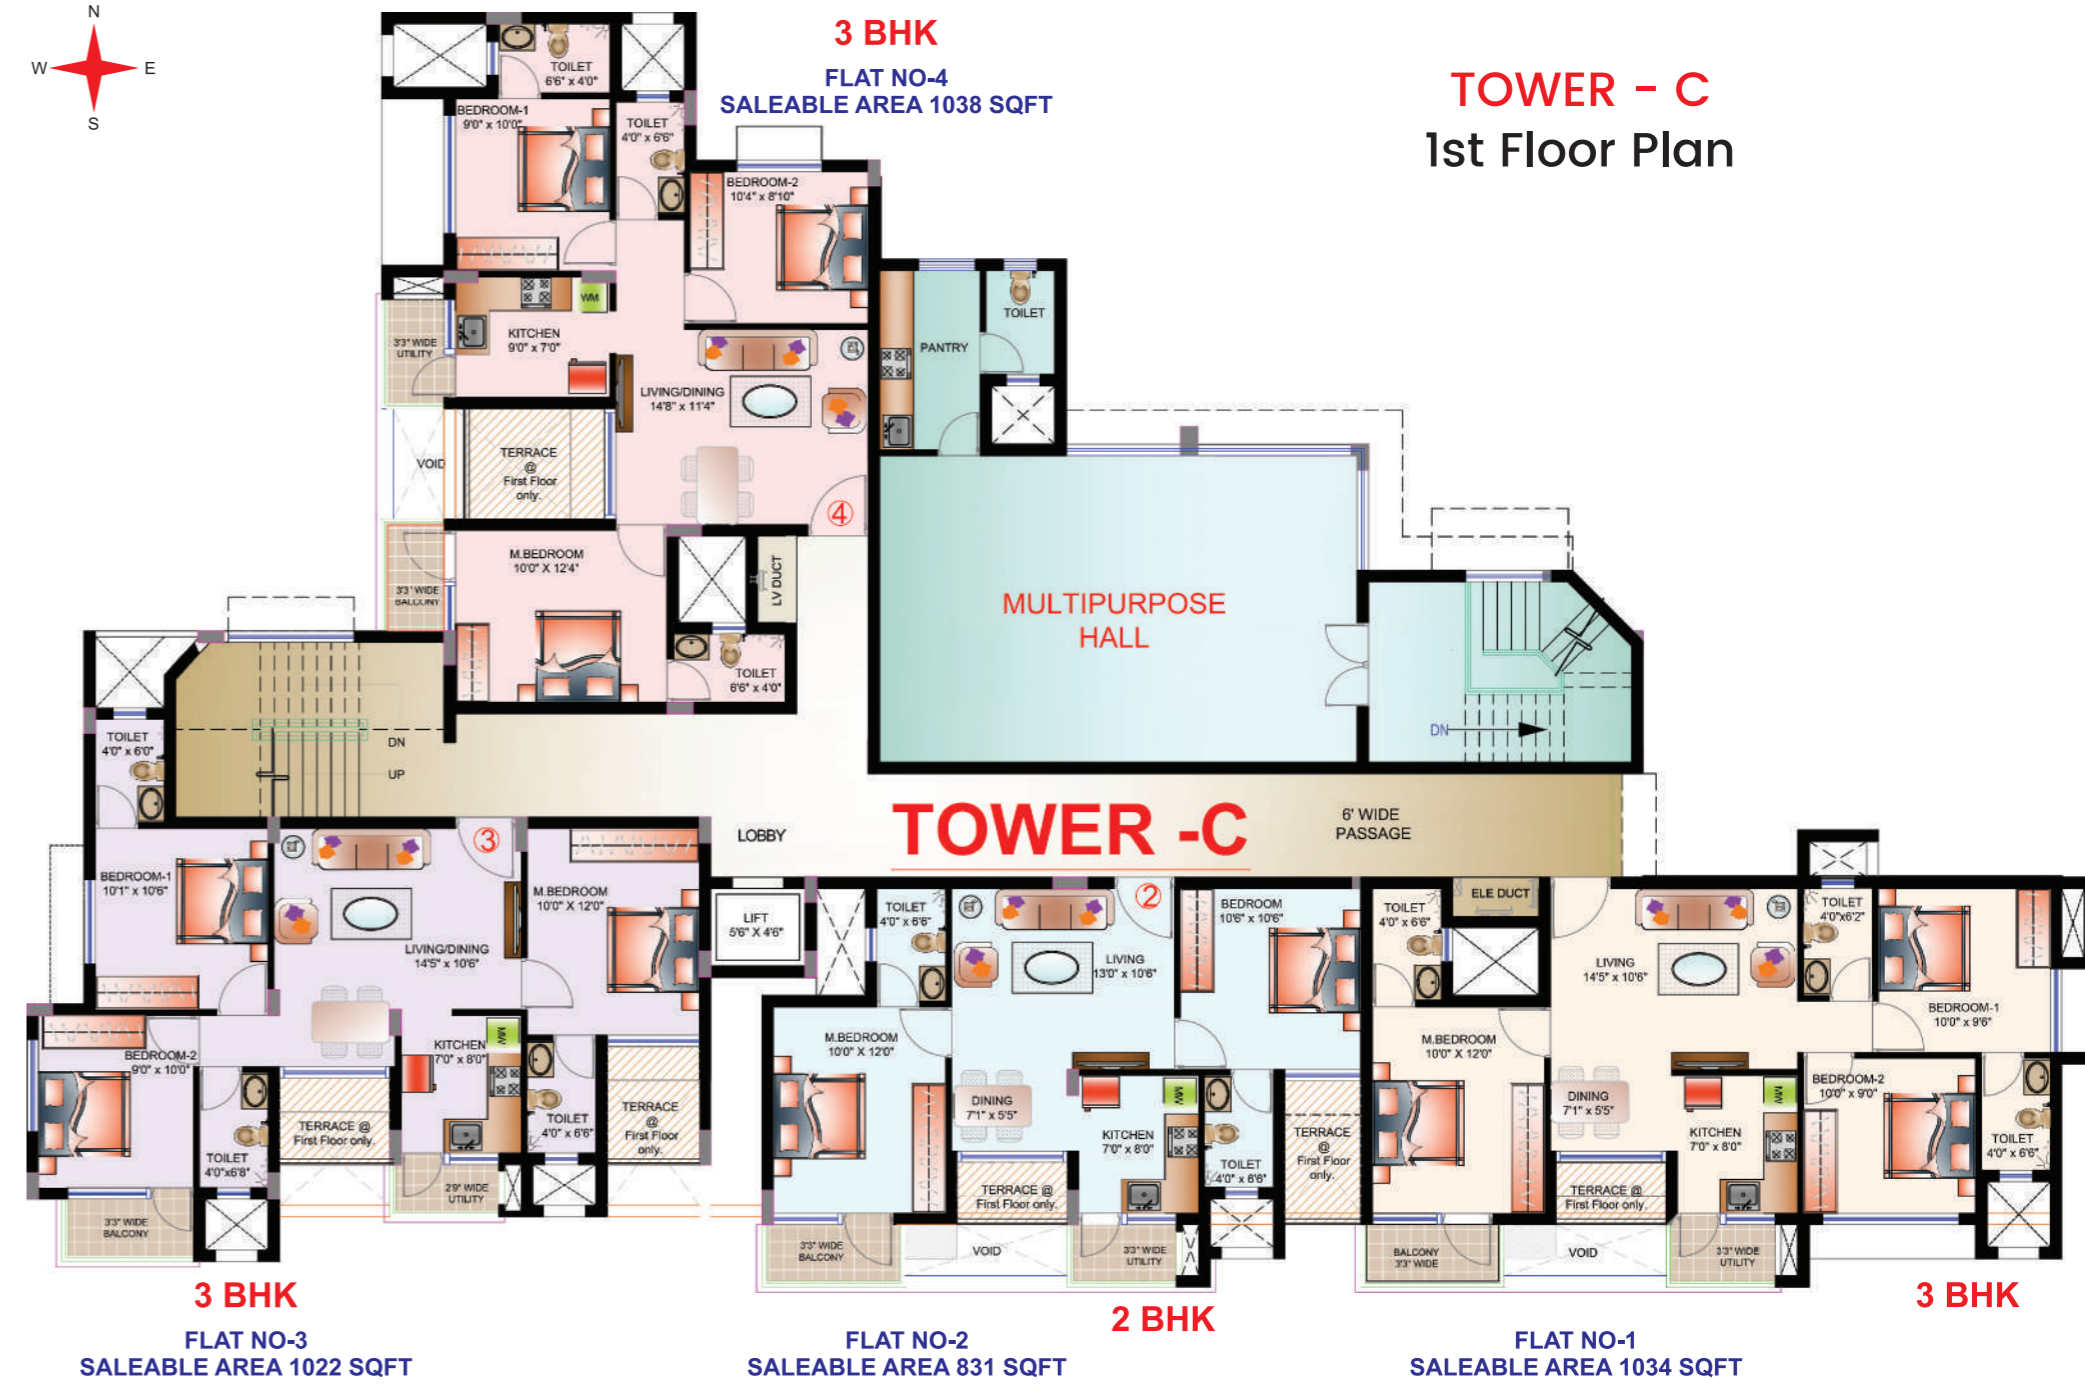 N
W E
S
3 BHK
FLAT NO-4
SALEABLE AREA 1038 SQFT
TOWER - C
1st Floor Plan
TOILET
6'6" x 4'0"
BEDROOM-1
9'0" x 10'0"
TOILET
4'0" x 6'6"
BEDROOM-2
10'4" x 8'10"
WM
KITCHEN
9'0" x 7'0"
3'3" WIDE
UTILITY
LIVING/DINING
14'8" x 11'4"
VOID
TERRACE
@
First Floor
only.
4
M.BEDROOM
10'0" X 12'4"
3'3" WIDE
BALCONY
LV DUCT
TOILET
6'6" x 4'0"
PANTRY
TOILET
MULTIPURPOSE
HALL
DN
DN
UP
TOWER -C
LOBBY
6' WIDE
PASSAGE
LIFT
5'6" X 4'6"
TOILET
4'0" x 6'0"
3
BEDROOM-1
10'1" x 10'6"
M.BEDROOM
10'0" X 12'0"
LIVING/DINING
14'5" x 10'6"
BEDROOM-2
9'0" x 10'0"
KITCHEN
7'0" x 8'0"
MW
TERRACE @
First Floor only.
TOILET
4'0" x 6'6"
TERRACE
@
First Floor
only.
TOILET
4'0"x6'8"
2'9" WIDE
UTILITY
3'3" WIDE
BALCONY
TOILET
4'0" x 6'6"
2
BEDROOM
10'6" x 10'6"
LIVING
13'0" x 10'6"
M.BEDROOM
10'0" X 12'0"
DINING
7'1" x 5'5"
MW
KITCHEN
7'0" x 8'0"
TOILET
4'0" x 6'6"
TERRACE
@
First Floor
only.
TERRACE @
First Floor only.
3'3" WIDE
BALCONY
VOID
3'3" WIDE
UTILITY
TOILET
4'0" x 6'6"
ELE DUCT
LIVING
14'5" x 10'6"
TOILET
4'0"x6'2"
BEDROOM-1
10'0" x 9'6"
M.BEDROOM
10'0" X 12'0"
DINING
7'1" x 5'5"
MW
KITCHEN
7'0" x 8'0"
BEDROOM-2
10'0" x 9'0"
TOILET
4'0" x 6'6"
TERRACE @
First Floor only.
BALCONY
3'3" WIDE
VOID
3'3" WIDE
UTILITY
3 BHK
FLAT NO-3
SALEABLE AREA 1022 SQFT
2 BHK
FLAT NO-2
SALEABLE AREA 831 SQFT
3 BHK
FLAT NO-1
SALEABLE AREA 1034 SQFT